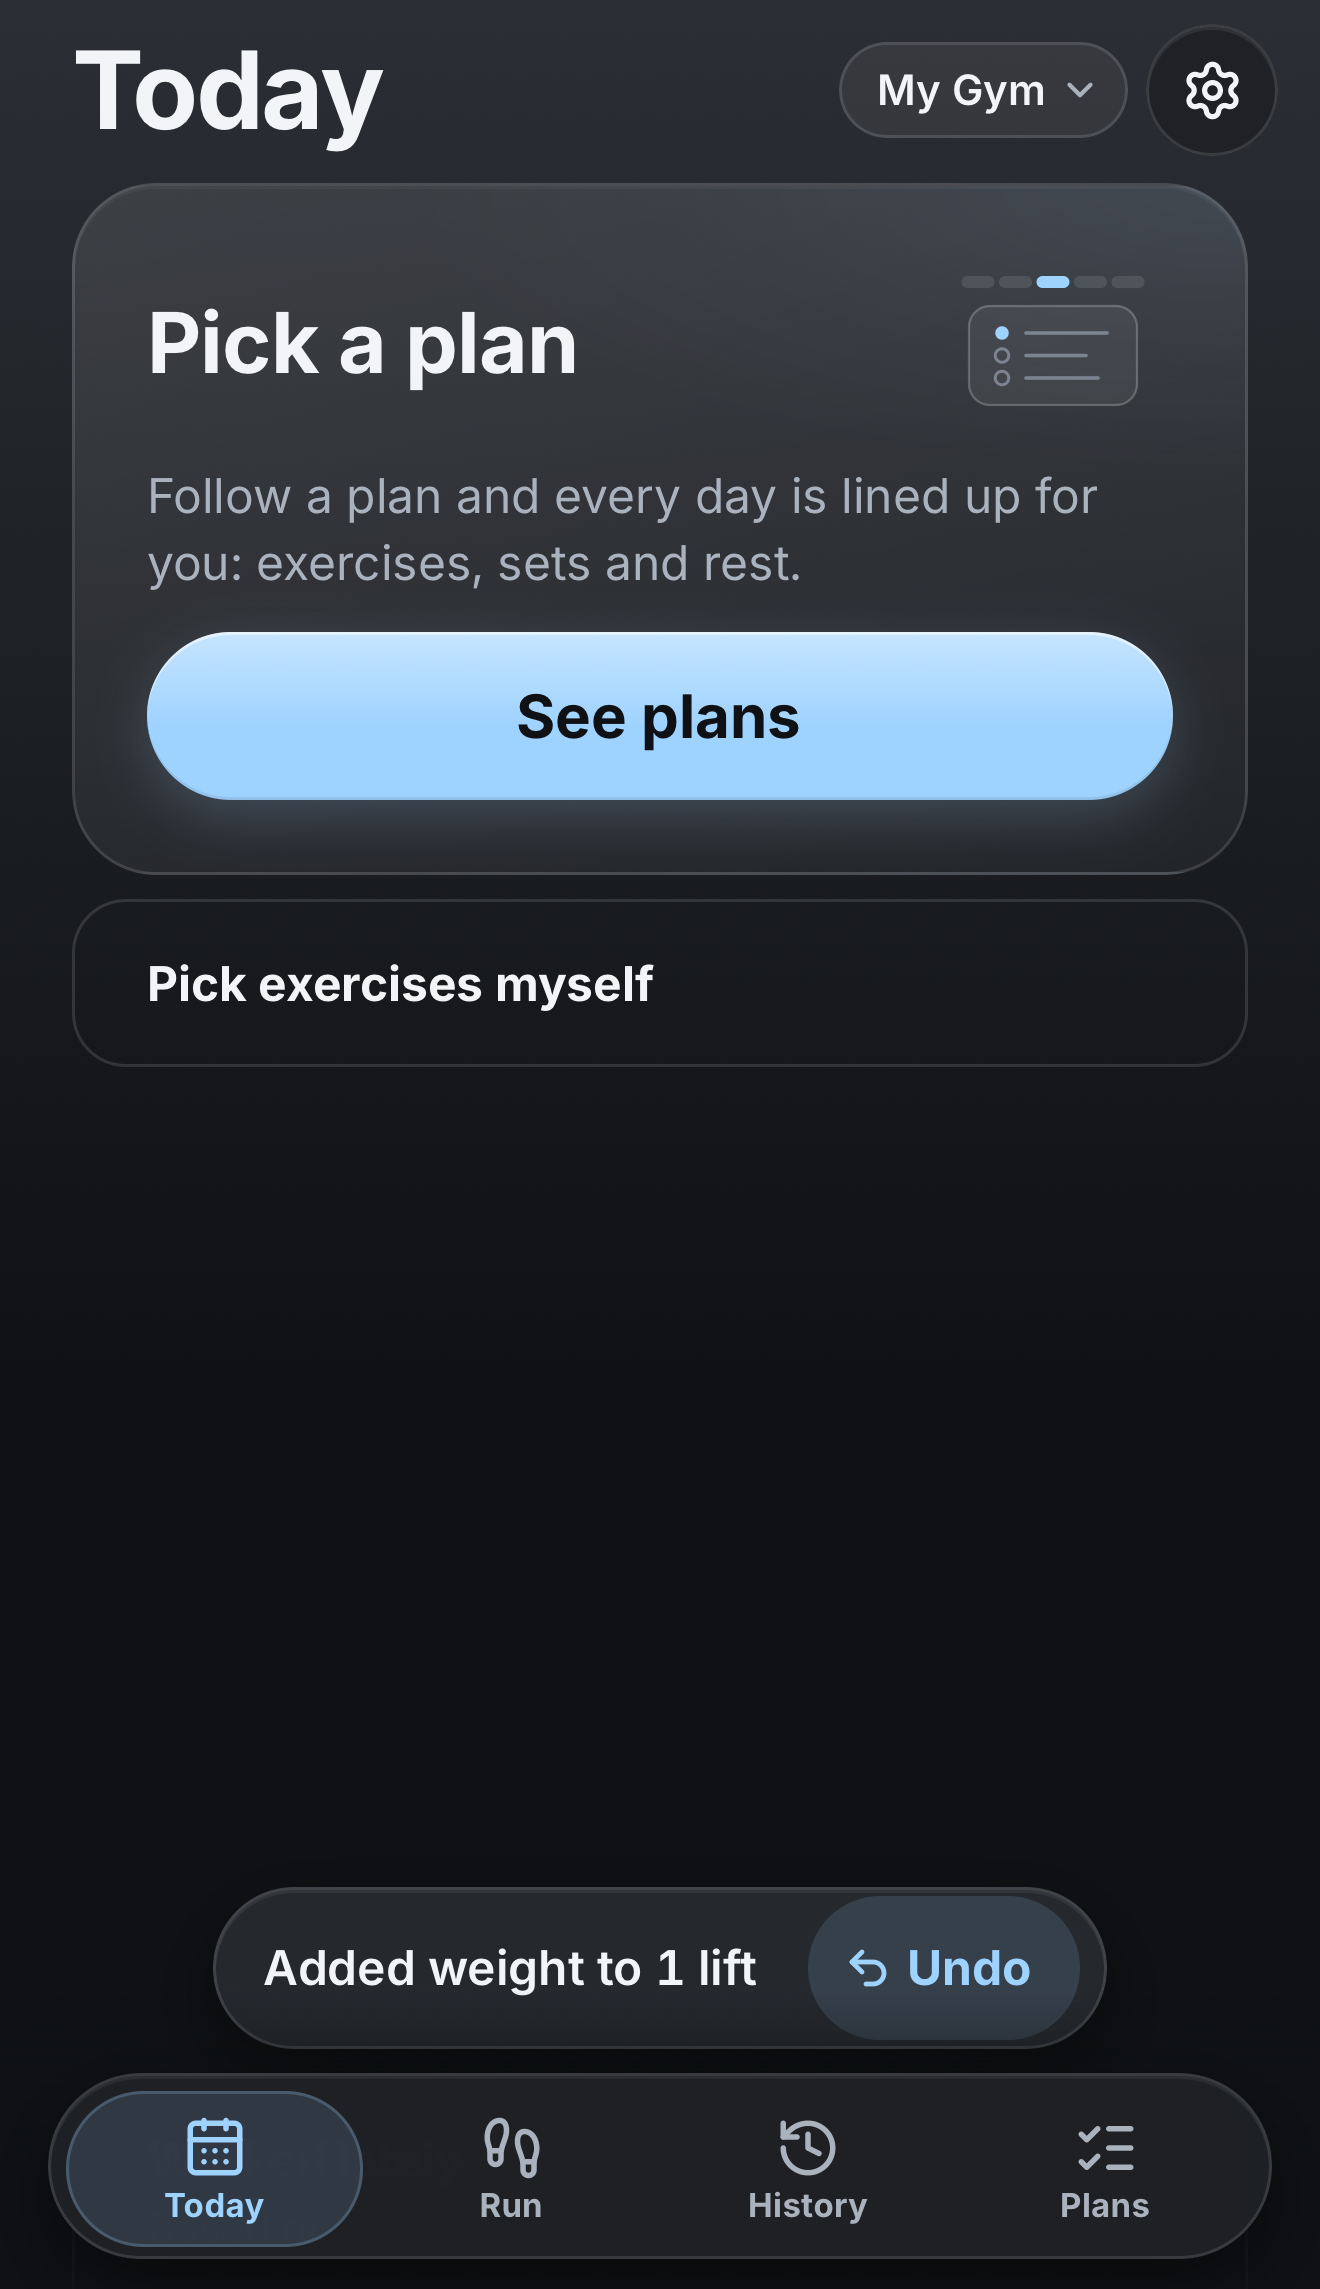 Today
My Gym
Pick a plan
Follow a plan and every day is lined up for
you: exercises, sets and rest.
See plans
Pick exercises myself
Added weight to 1 lift
Undo
Today
Run
History
Plans